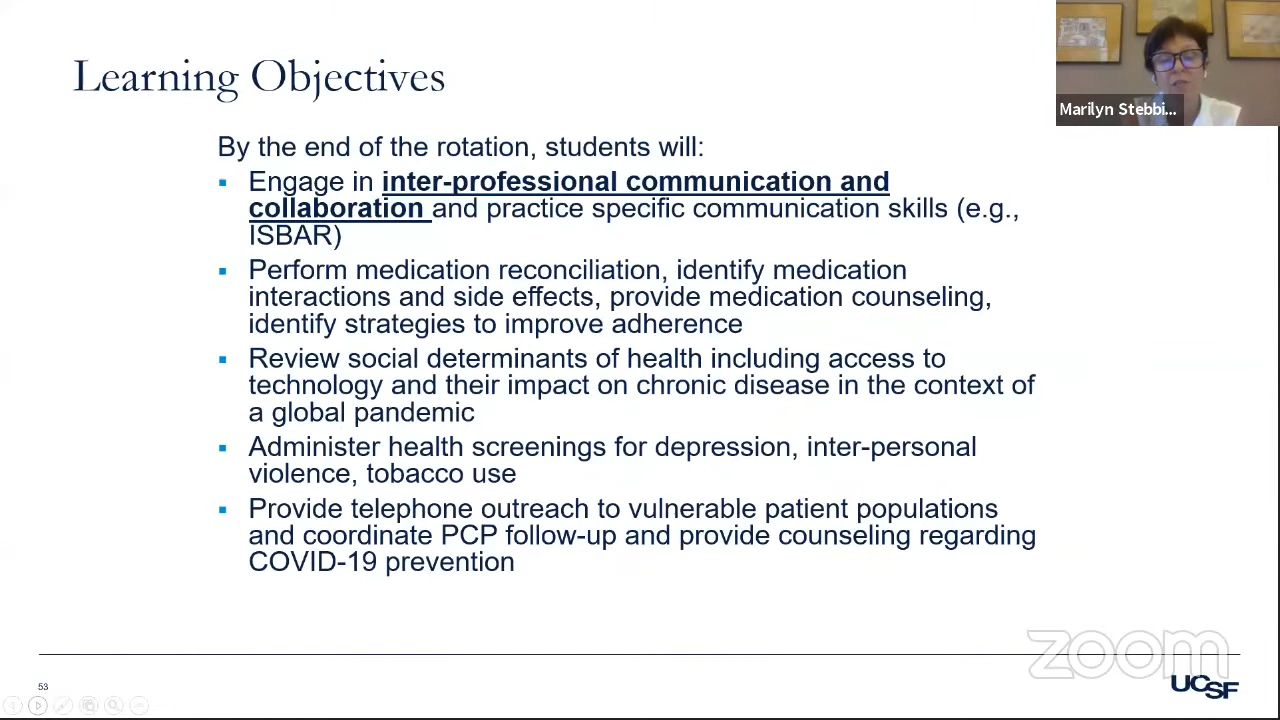 Learning Objectives
Marilyn Stebbi...
By the end of the rotation, students will:
▪ Engage in inter-professional communication and
collaboration and practice specific communication skills (e.g.,
ISBAR)
▪ Perform medication reconciliation, identify medication
interactions and side effects, provide medication counseling,
identify strategies to improve adherence
▪ Review social determinants of health including access to
technology and their impact on chronic disease in the context of
a global pandemic
▪ Administer health screenings for depression, inter-personal
violence, tobacco use
▪ Provide telephone outreach to vulnerable patient populations
and coordinate PCP follow-up and provide counseling regarding
COVID-19 prevention
zoom
53
UCSF